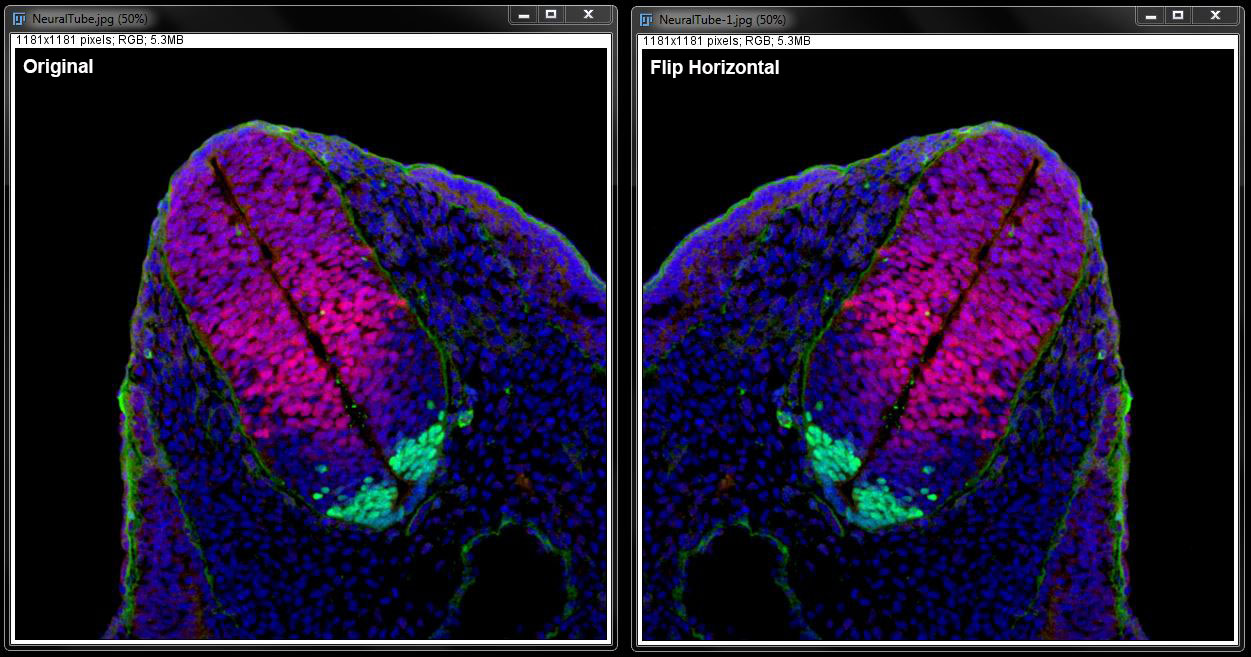 NeuralTube.jpg (50%)
1181x1181 pixels; RGB; 5.3MB
Original
NeuralTube-1.jpg (50%)
1181x1181 pixels; RGB; 5.3MB
Flip Horizontal